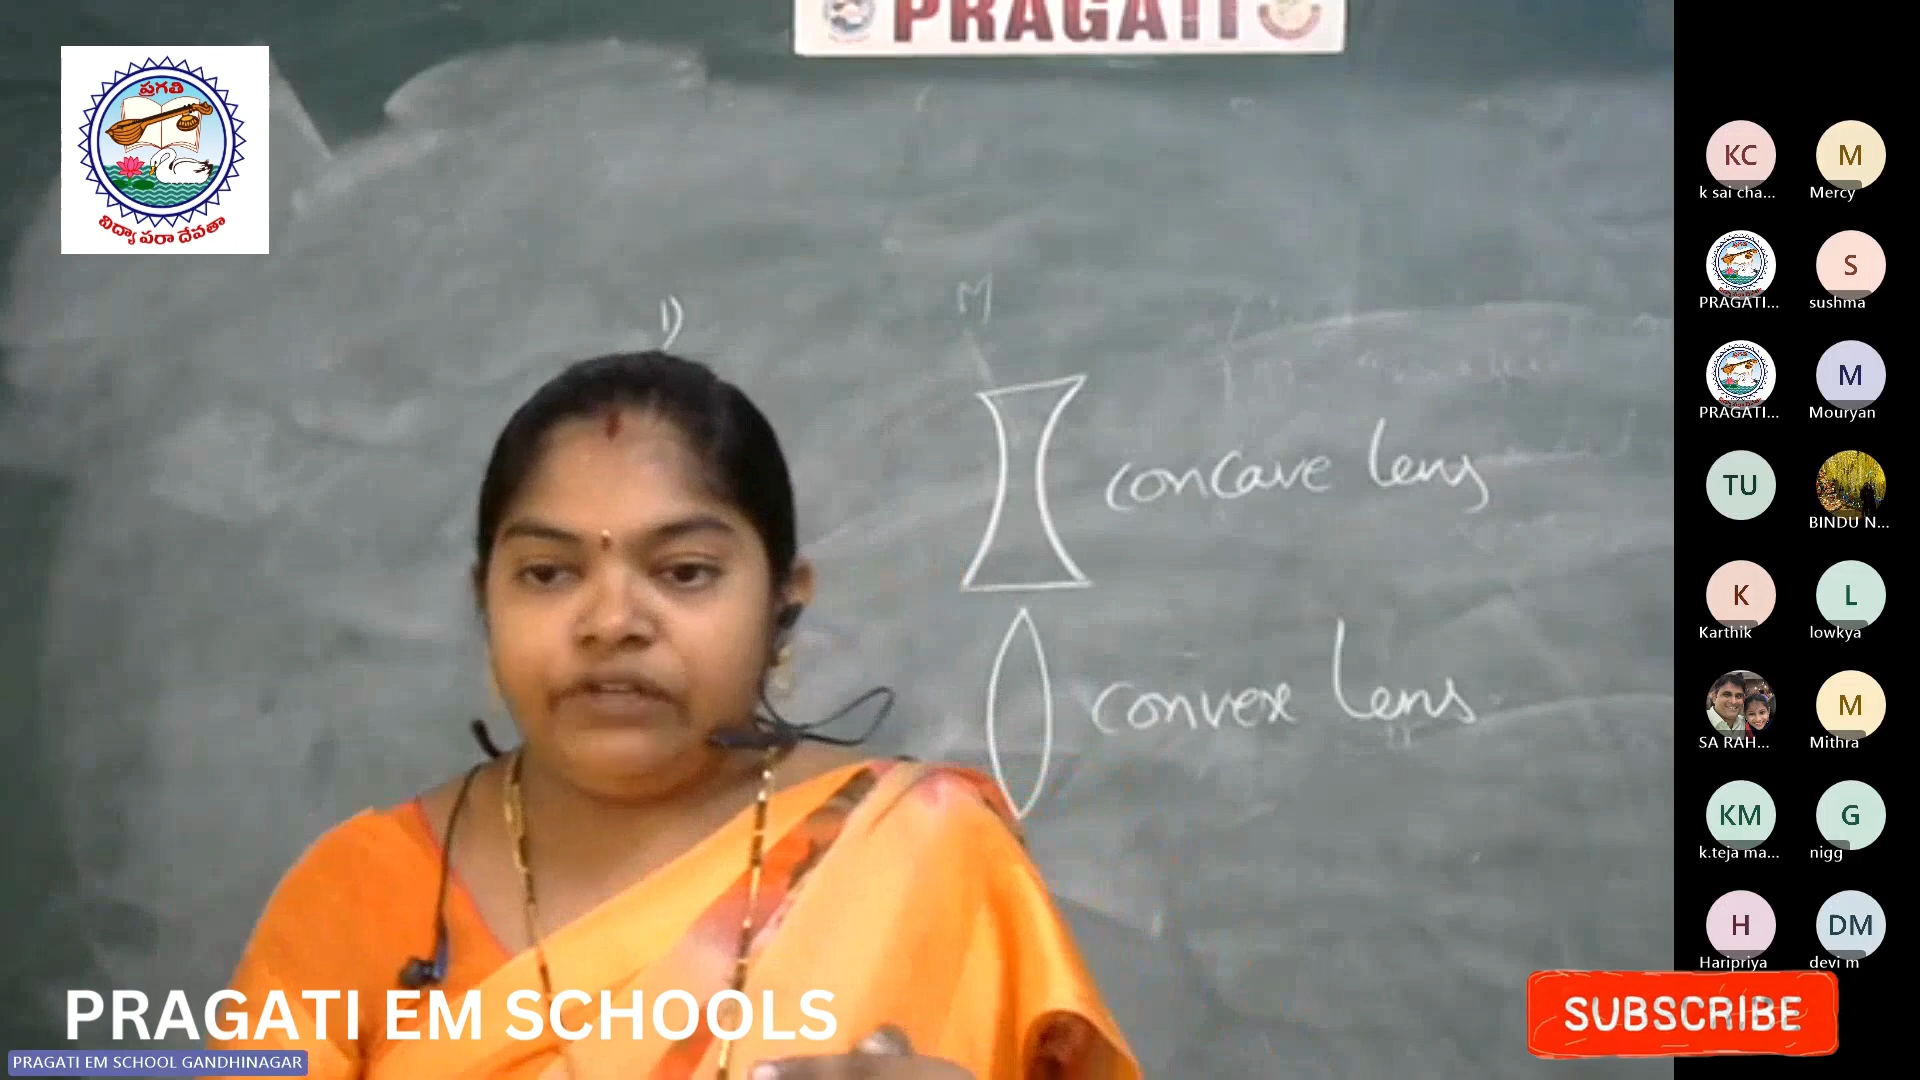 PRAGATI
ప్రగతి
విద్యా పరా దేవతా
M
concave lens
convex lens.
KC
k sai cha...
M
Mercy
PRAGATI...
S
sushma
PRAGATI...
M
Mouryan
TU
BINDU N...
K
Karthik
L
lowkya
SA RAH...
M
Mithra
KM
k.teja ma...
G
nigg
H
Haripriya
DM
devi m
PRAGATI EM SCHOOLS
SUBSCRIBE
PRAGATI EM SCHOOL GANDHINAGAR